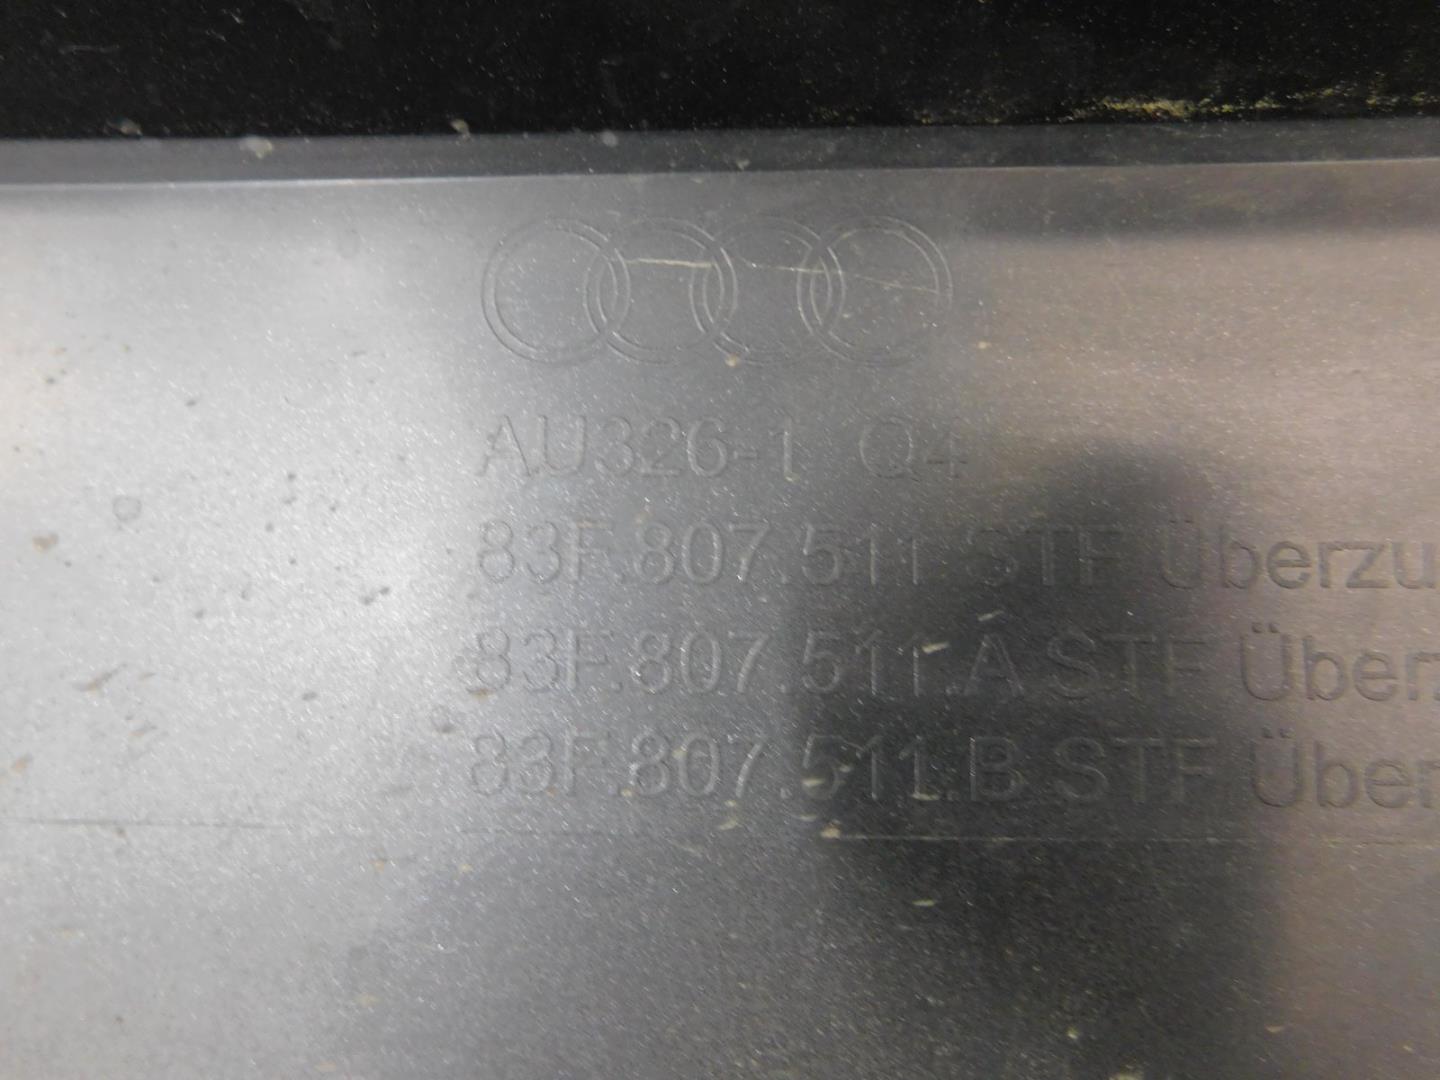 AU326-1 Q4
83F.807.511 STF Überzu
83F.807.511.A STF Über
83F.807.511.B STF Über